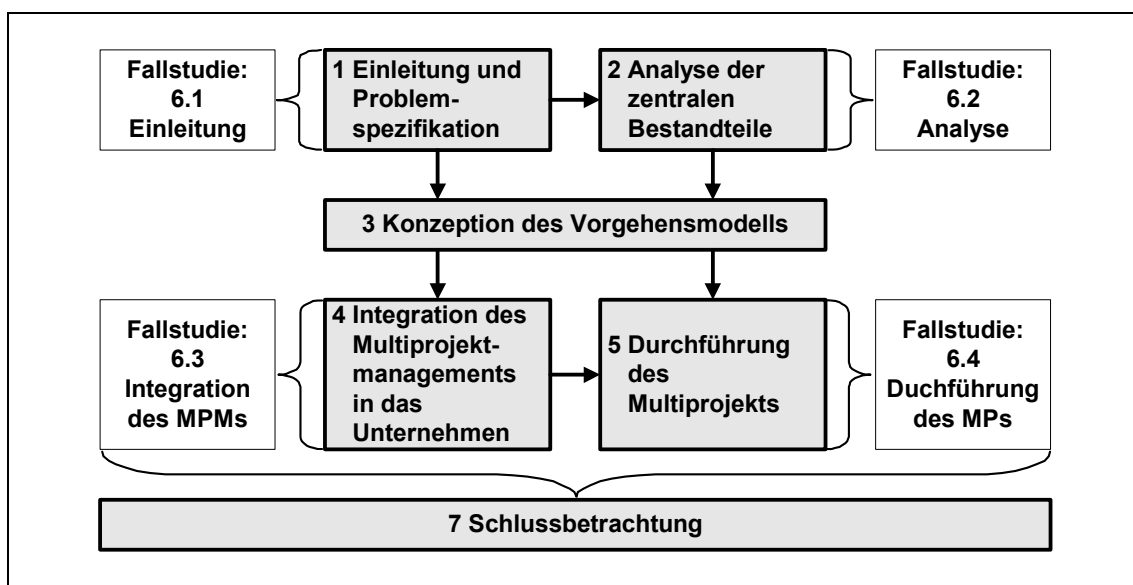 Fallstudie:
6.1
Einleitung
1 Einleitung und
Problem-
spezifikation
2 Analyse der
zentralen
Bestandteile
Fallstudie:
6.2
Analyse
3 Konzeption des Vorgehensmodells
Fallstudie:
6.3
Integration
des MPMs
4 Integration des
Multiprojekt-
managements
in das
Unternehmen
5 Durchführung
des
Multiprojekts
Fallstudie:
6.4
Duchführung
des MPs
7 Schlussbetrachtung